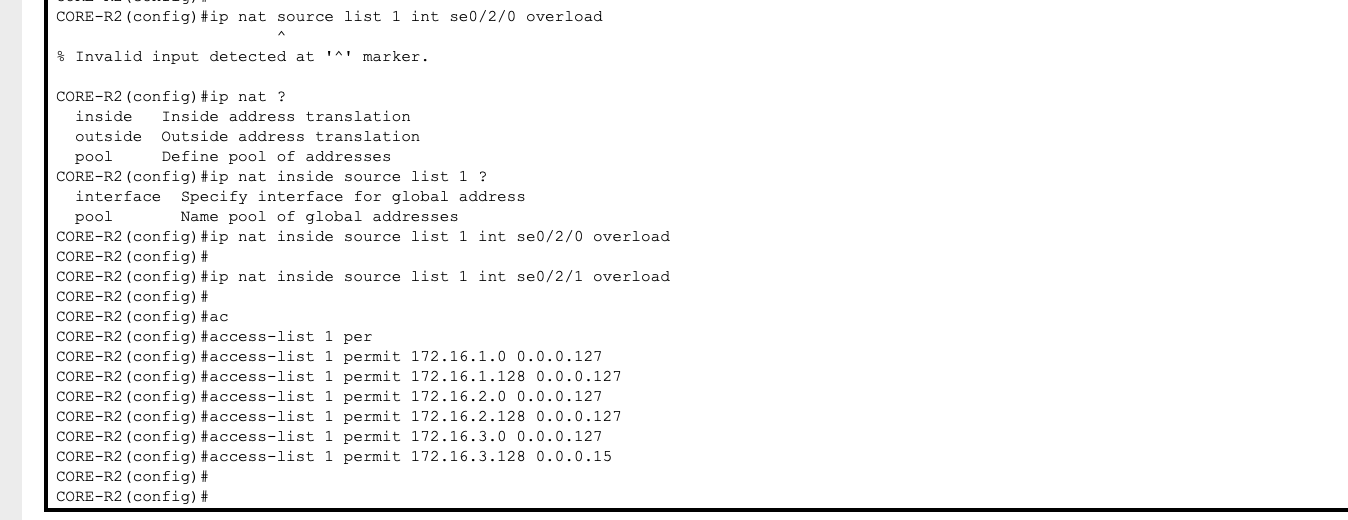 CORE-R2(config)#ip nat source list 1 int se0/2/0 overload
^
% Invalid input detected at '^' marker.
CORE-R2(config)#ip nat ?
inside Inside address translation
outside Outside address translation
pool Define pool of addresses
CORE-R2(config)#ip nat inside source list 1 ?
interface Specify interface for global address
pool Name pool of global addresses
CORE-R2(config)#ip nat inside source list 1 int se0/2/0 overload
CORE-R2(config)#
CORE-R2(config)#ip nat inside source list 1 int se0/2/1 overload
CORE-R2(config)#
CORE-R2(config)#ac
CORE-R2(config)#access-list 1 per
CORE-R2(config)#access-list 1 permit 172.16.1.0 0.0.0.127
CORE-R2(config)#access-list 1 permit 172.16.1.128 0.0.0.127
CORE-R2(config)#access-list 1 permit 172.16.2.0 0.0.0.127
CORE-R2(config)#access-list 1 permit 172.16.2.128 0.0.0.127
CORE-R2(config)#access-list 1 permit 172.16.3.0 0.0.0.127
CORE-R2(config)#access-list 1 permit 172.16.3.128 0.0.0.15
CORE-R2(config)#
CORE-R2(config)#